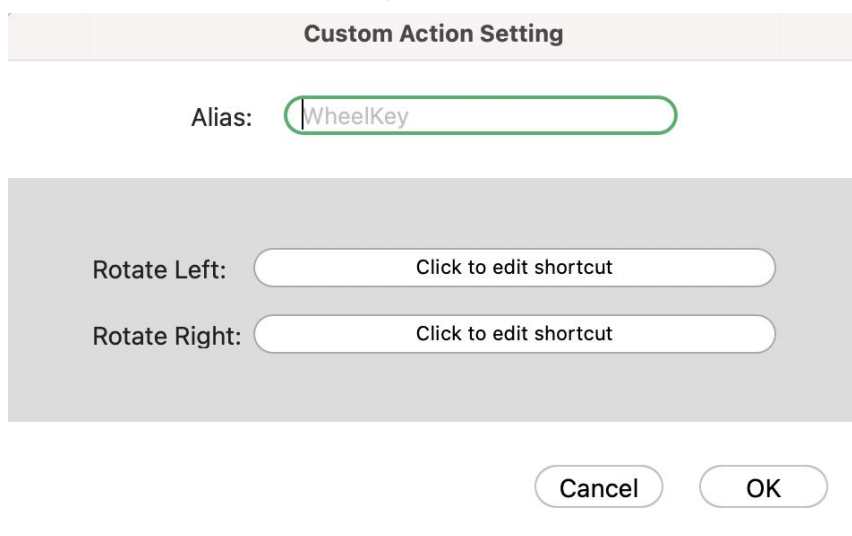 Custom Action Setting
Alias: WheelKey
Rotate Left: Click to edit shortcut
Rotate Right: Click to edit shortcut
Cancel OK